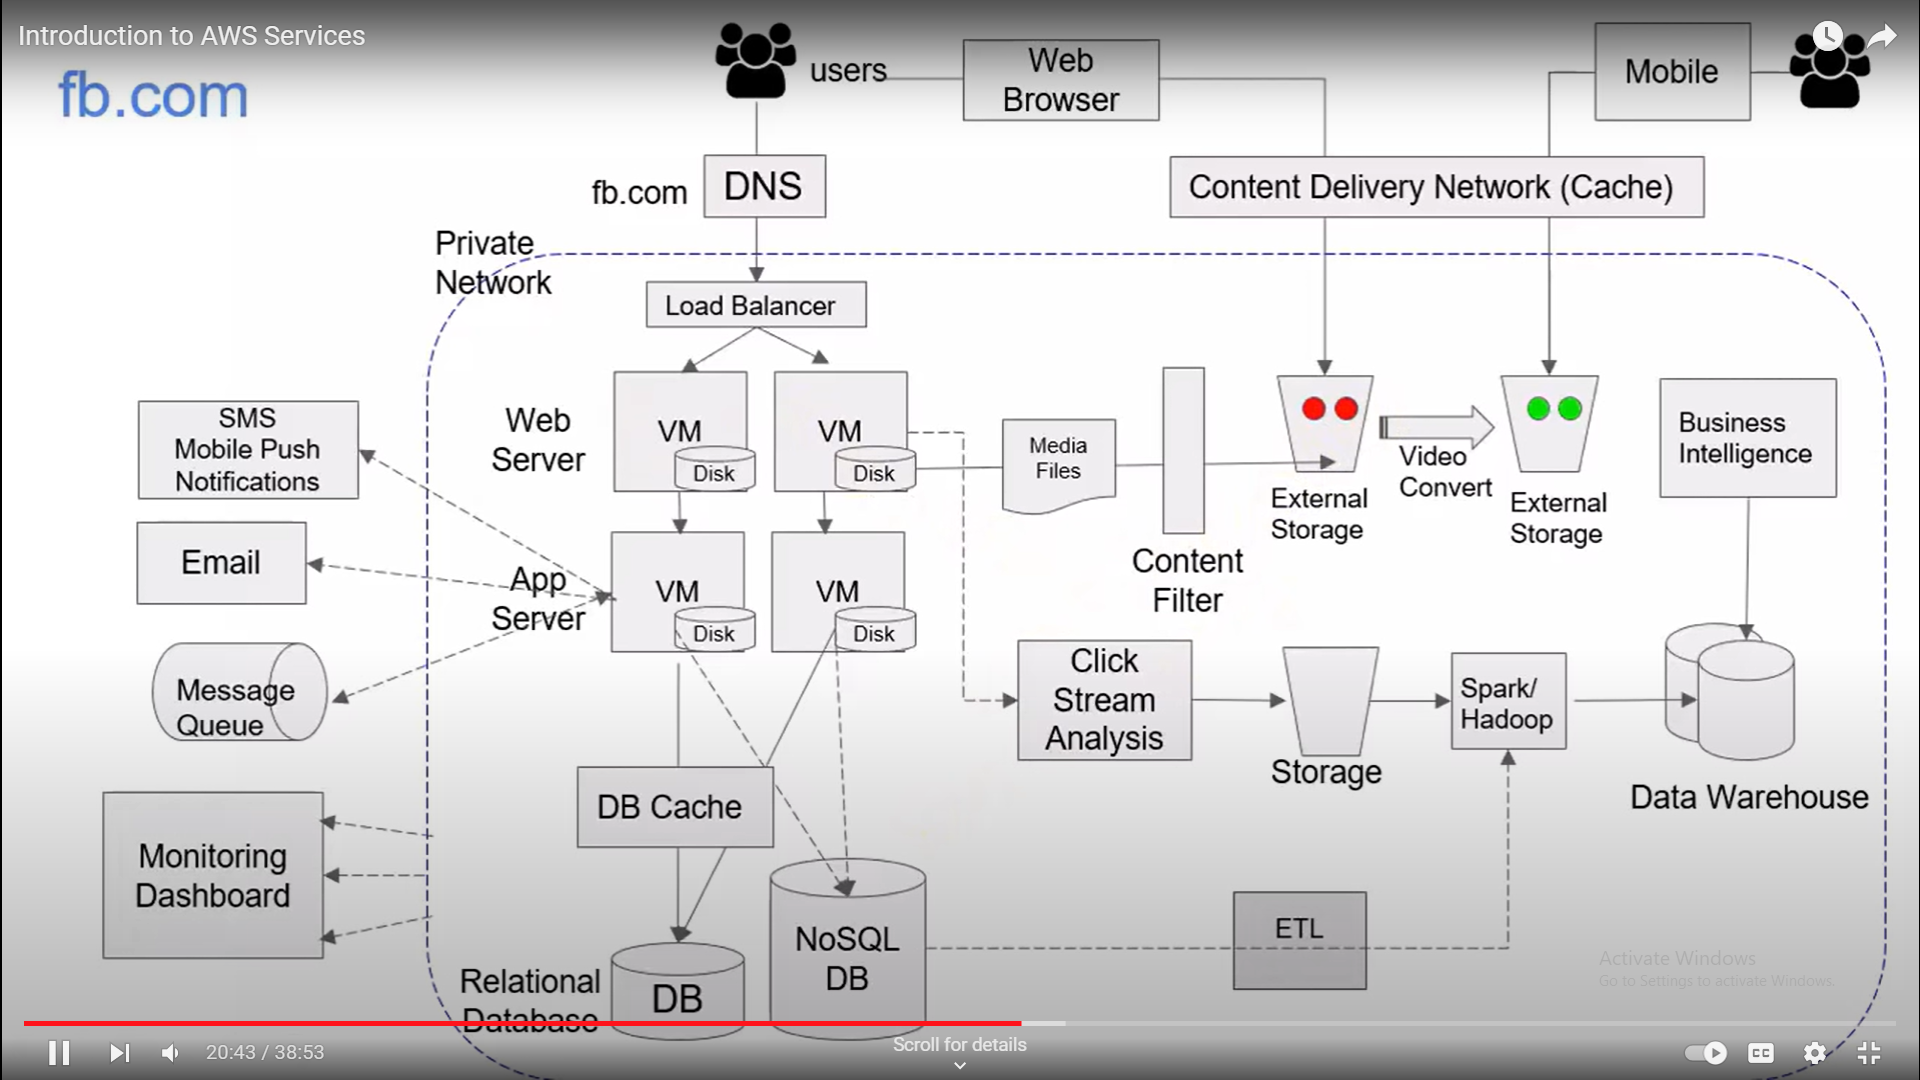 Introduction to AWS Services
fb.com
users
Web
Browser
Mobile
fb.com
DNS
Content Delivery Network (Cache)
Private
Network
Load Balancer
Web
Server
VM
Disk
VM
Disk
Media
Files
Content
Filter
External
Storage
Video
Convert
External
Storage
Business
Intelligence
SMS
Mobile Push
Notifications
Email
Message
Queue
App
Server
VM
Disk
VM
Disk
Click
Stream
Analysis
Storage
Spark/
Hadoop
Data Warehouse
Monitoring
Dashboard
DB Cache
NoSQL
DB
ETL
Relational
Database
DB
Activate Windows
Go to Settings to activate Windows.
20:43 / 38:53
Scroll for details
CC